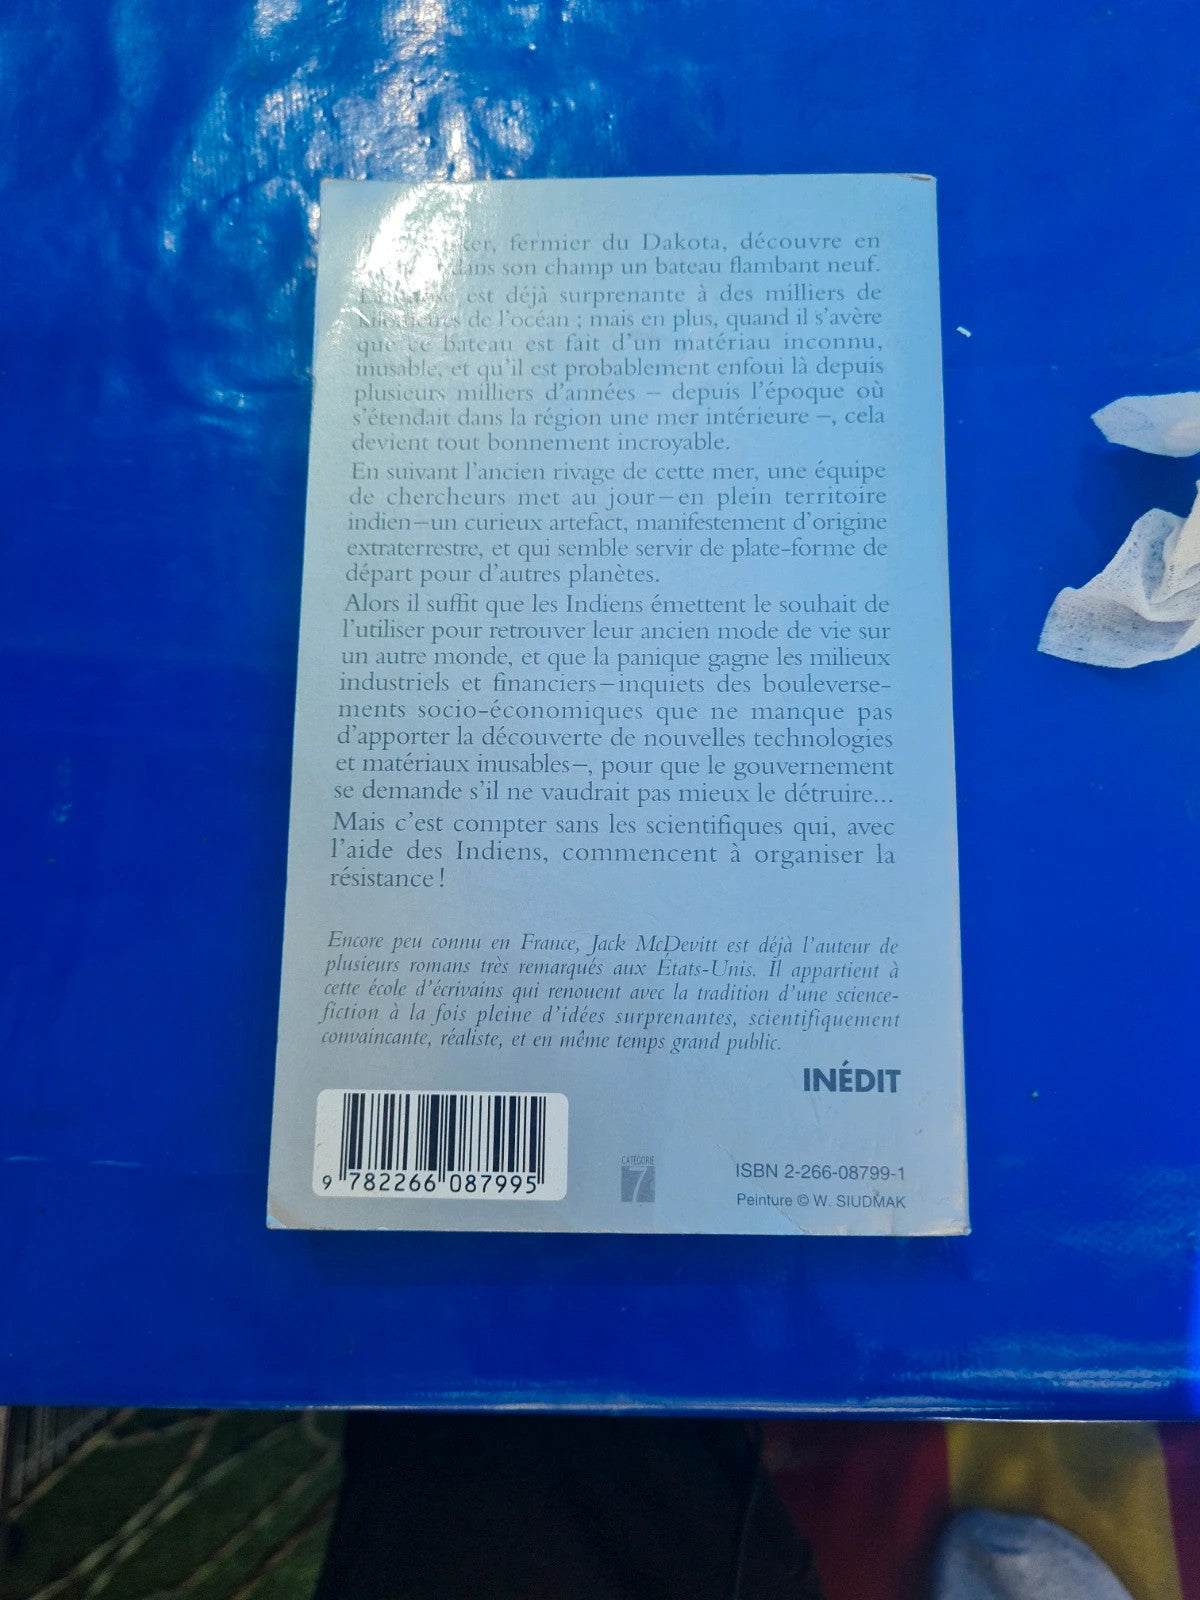 fermier du Dakota, découvre en
dans son champ un bateau flambant neuf.
est déjà surprenante à des milliers de
kilomètres de l'océan ; mais en plus, quand il s'avère
que ce bateau est fait d'un matériau inconnu,
inusable, et qu'il est probablement enfoui là depuis
plusieurs milliers d'années – depuis l'époque où
s'étendait dans la région une mer intérieure –, cela
devient tout bonnement incroyable.
En suivant l'ancien rivage de cette mer, une équipe
de chercheurs met au jour – en plein territoire
indien – un curieux artefact, manifestement d'origine
extraterrestre, et qui semble servir de plate-forme de
départ pour d'autres planètes.
Alors il suffit que les Indiens émettent le souhait de
l'utiliser pour retrouver leur ancien mode de vie sur
un autre monde, et que la panique gagne les milieux
industriels et financiers – inquiets des bouleverse-
ments socio-économiques que ne manque pas
d'apporter la découverte de nouvelles technologies
et matériaux inusables –, pour que le gouvernement
se demande s'il ne vaudrait pas mieux le détruire...
Mais c'est compter sans les scientifiques qui, avec
l'aide des Indiens, commencent à organiser la
résistance !
Encore peu connu en France, Jack McDevitt est déjà l'auteur de
plusieurs romans très remarqués aux États-Unis. Il appartient à
cette école d'écrivains qui renouent avec la tradition d'une science-
fiction à la fois pleine d'idées surprenantes, scientifiquement
convaincante, réaliste, et en même temps grand public.
INÉDIT
9 782266 087995
CATÉGORIE
7
ISBN 2-266-08799-1
Peinture © W. SIUDMAK